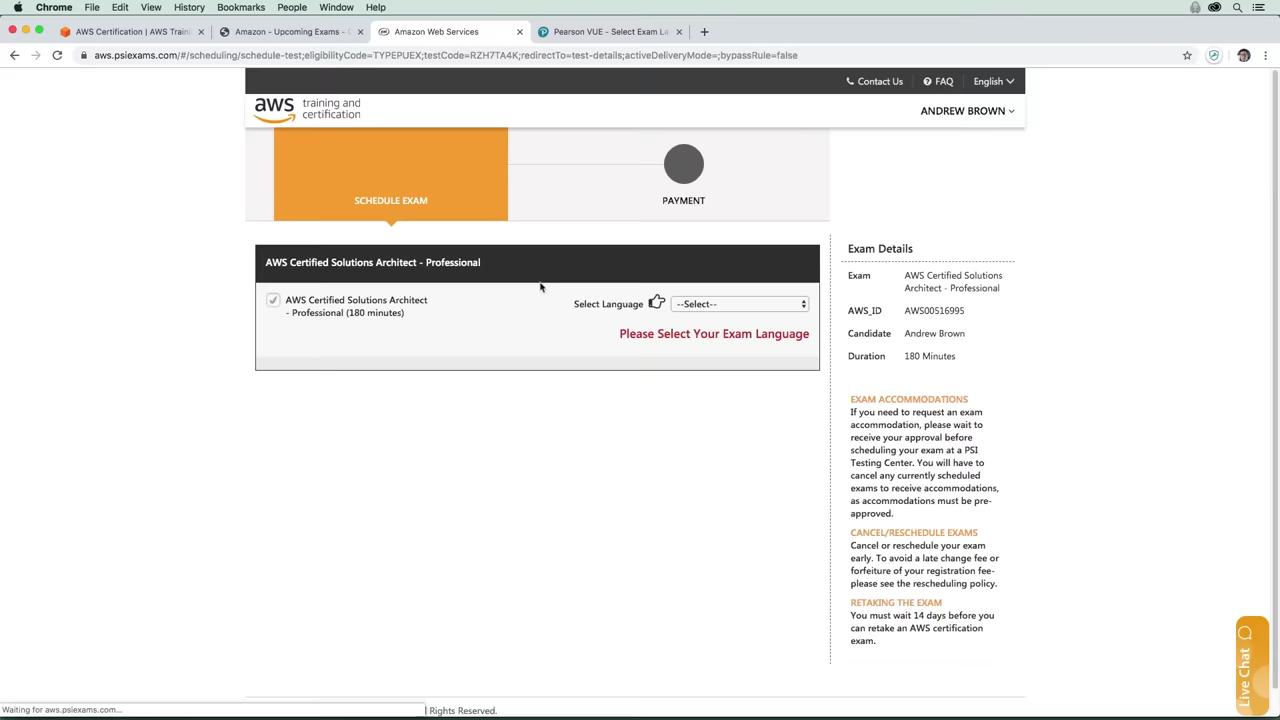 Chrome File Edit View History Bookmarks People Window Help
AWS Certification | AWS Traini
Amazon - Upcoming Exams - C
Amazon Web Services
Pearson VUE - Select Exam La
aws.psiexams.com/#/scheduling/schedule-test;eligibilityCode=TYPEPUEX;testCode=RZH7TA4K;redirectTo=test-details;activeDeliveryMode=;bypassRule=false
Contact Us FAQ English
aws training and
certification
ANDREW BROWN
SCHEDULE EXAM
PAYMENT
AWS Certified Solutions Architect - Professional
AWS Certified Solutions Architect
- Professional (180 minutes)
Select Language --Select--
Please Select Your Exam Language
Exam Details
Exam AWS Certified Solutions
Architect - Professional
AWS_ID AWS00516995
Candidate Andrew Brown
Duration 180 Minutes
EXAM ACCOMMODATIONS
If you need to request an exam
accommodation, please wait to
receive your approval before
scheduling your exam at a PSI
Testing Center. You will have to
cancel any currently scheduled
exams to receive accommodations,
as accommodations must be pre-
approved.
CANCEL/RESCHEDULE EXAMS
Cancel or reschedule your exam
early. To avoid a late change fee or
forfeiture of your registration fee-
please see the rescheduling policy.
RETAKING THE EXAM
You must wait 14 days before you
can retake an AWS certification
exam.
Live Chat
Waiting for aws.psiexams.com...
l Rights Reserved.